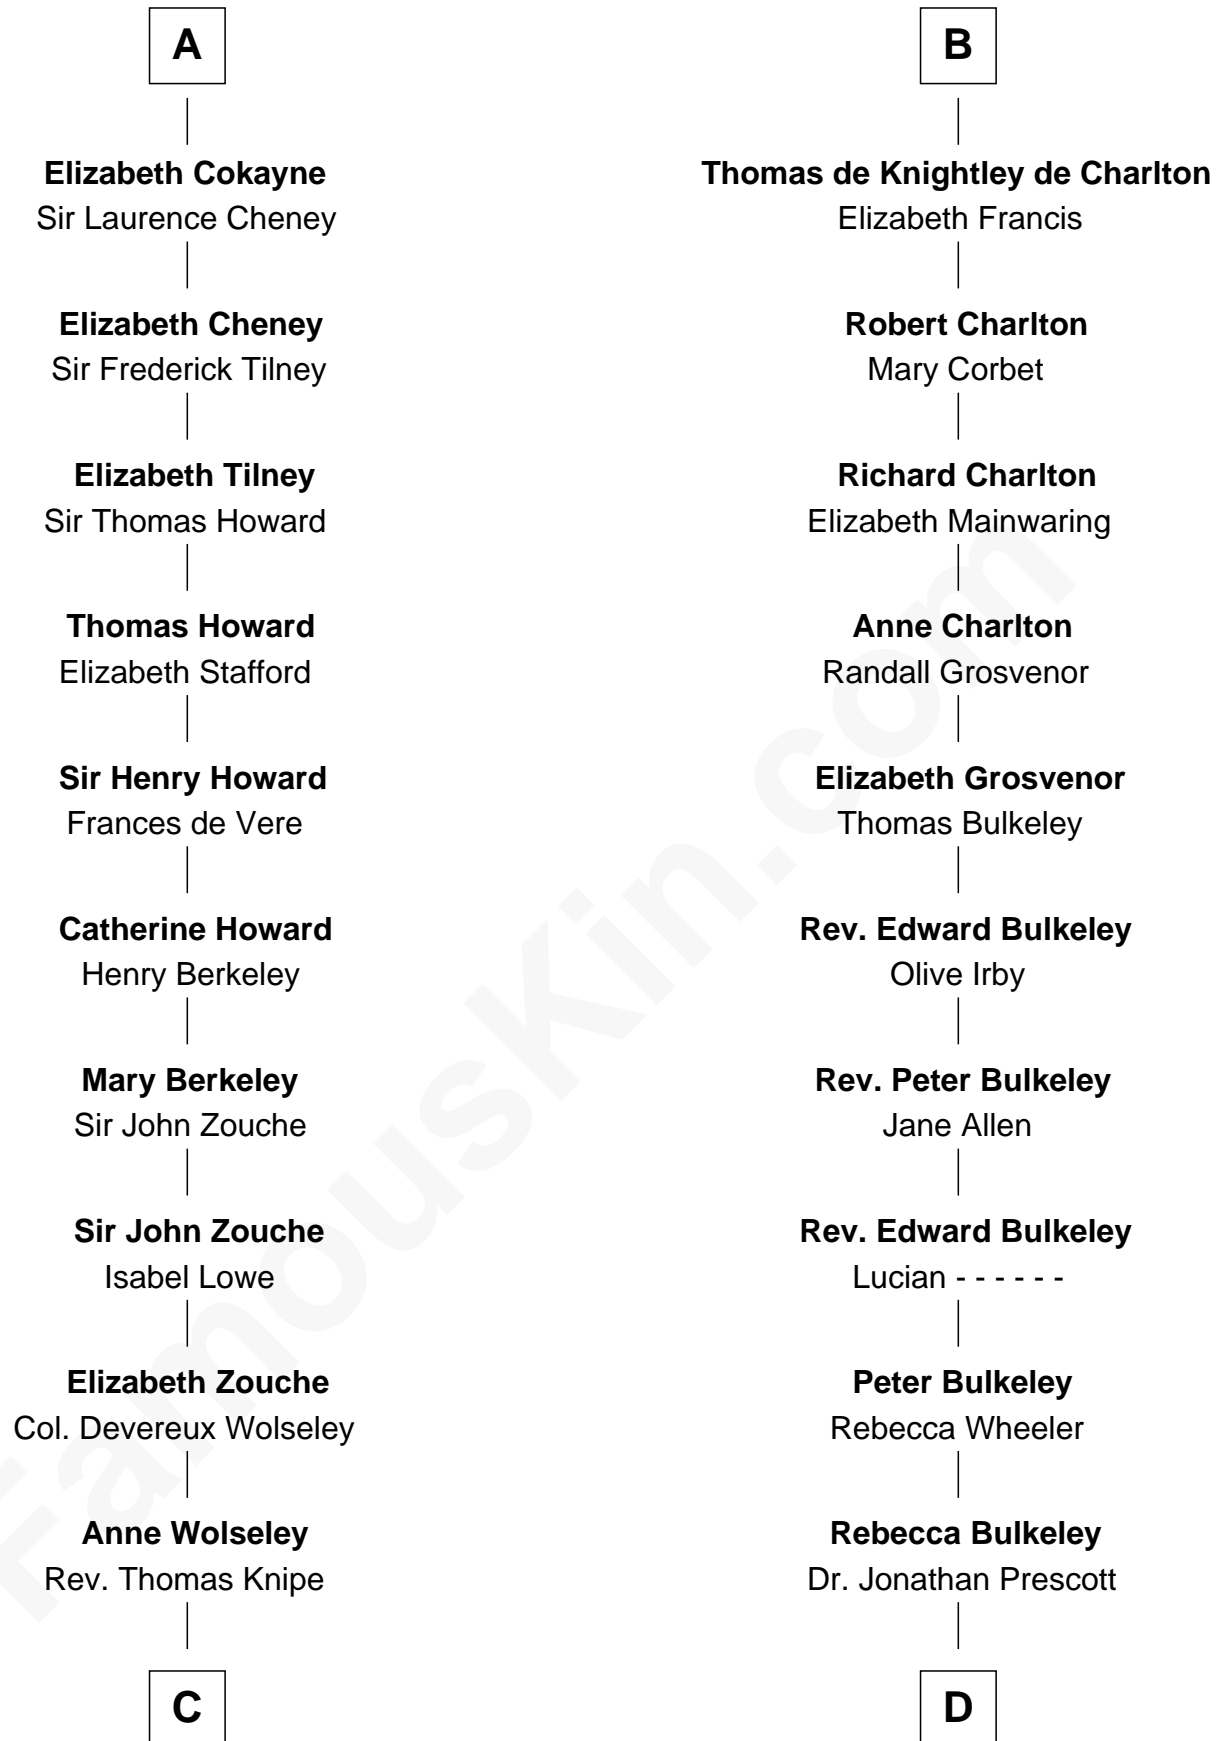 A
Elizabeth Cokayne
Sir Laurence Cheney
Elizabeth Cheney
Sir Frederick Tilney
Elizabeth Tilney
Sir Thomas Howard
Thomas Howard
Elizabeth Stafford
Sir Henry Howard
Frances de Vere
Catherine Howard
Henry Berkeley
Mary Berkeley
Sir John Zouche
Sir John Zouche
Isabel Lowe
Elizabeth Zouche
Col. Devereux Wolseley
Anne Wolseley
Rev. Thomas Knipe
C
B
Thomas de Knightley de Charlton
Elizabeth Francis
Robert Charlton
Mary Corbet
Richard Charlton
Elizabeth Mainwaring
Anne Charlton
Randall Grosvenor
Elizabeth Grosvenor
Thomas Bulkeley
Rev. Edward Bulkeley
Olive Irby
Rev. Peter Bulkeley
Jane Allen
Rev. Edward Bulkeley
Lucian - - - - - -
Peter Bulkeley
Rebecca Wheeler
Rebecca Bulkeley
Dr. Jonathan Prescott
D
FamousKin.com